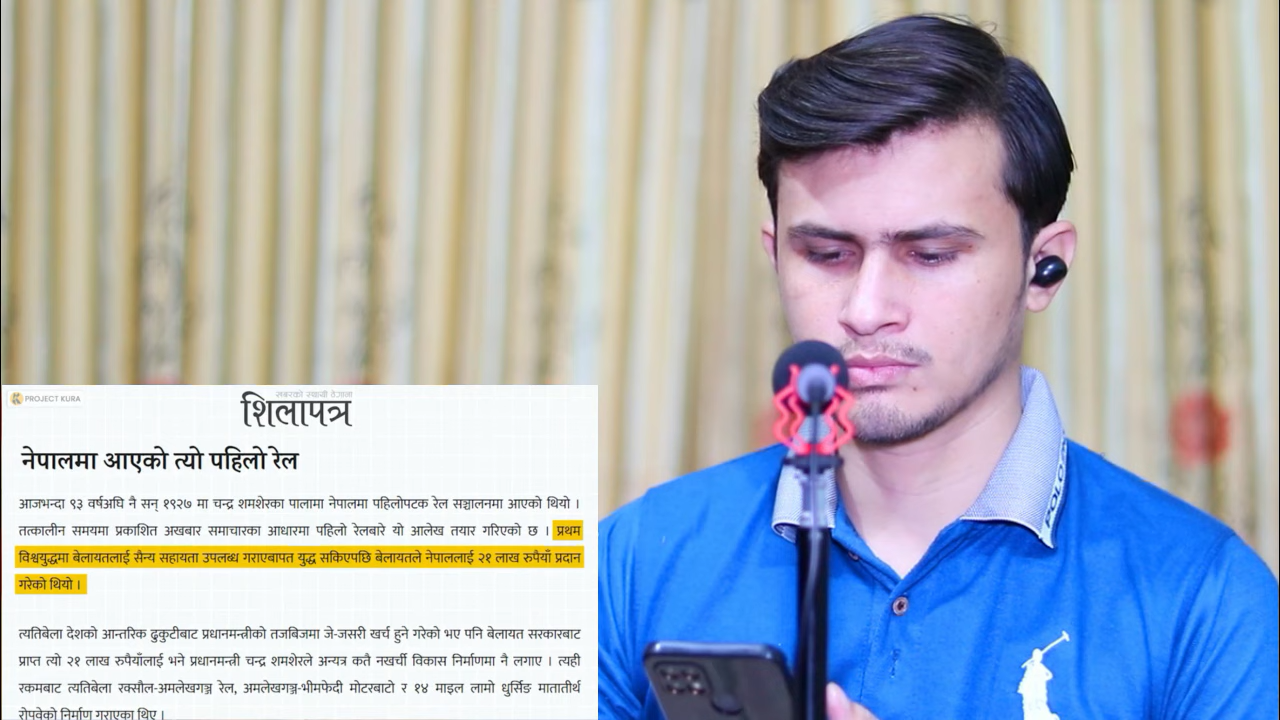 PROJECT KURA
खबरको स्थायी ठेगाना
शिलापत्र
नेपालमा आएको त्यो पहिलो रेल
आजभन्दा ९३ वर्षअघि नै सन् १९२७ मा चन्द्र शमशेरका पालामा नेपालमा पहिलोपटक रेल सञ्चालनमा आएको थियो ।
तत्कालीन समयमा प्रकाशित अखबार समाचारका आधारमा पहिलो रेलबारे यो आलेख तयार गरिएको छ । प्रथम
विश्वयुद्धमा बेलायतलाई सैन्य सहायता उपलब्ध गराएबापत युद्ध सकिएपछि बेलायतले नेपाललाई २१ लाख रुपैयाँ प्रदान
गरेको थियो ।
त्यतिबेला देशको आन्तरिक ढुकुटीबाट प्रधानमन्त्रीको तजबिजमा जे-जसरी खर्च हुने गरेको भए पनि बेलायत सरकारबाट
प्राप्त त्यो २१ लाख रुपैयाँलाई भने प्रधानमन्त्री चन्द्र शमशेरले अन्यत्र कतै नखर्ची विकास निर्माणमा नै लगाए । त्यही
रकमबाट त्यतिबेला रक्सौल-अमलेखगञ्ज रेल, अमलेखगञ्ज-भीमफेदी मोटरबाटो र १४ माइल लामो धुर्सिङ मातातीर्थ
रोपवेको निर्माण गराएका थिए ।
POLO